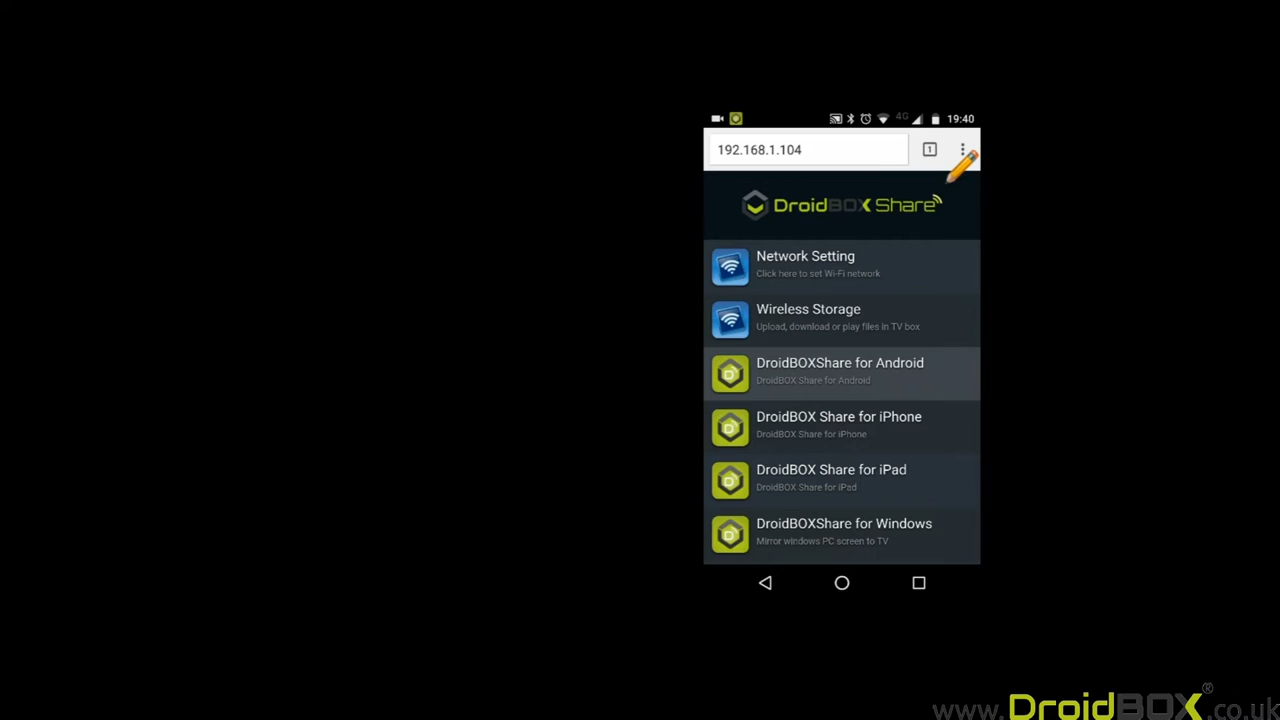 4G 19:40
192.168.1.104
1
DroidBOX Share
Network Setting
Click here to set Wi-Fi network
Wireless Storage
Upload, download or play files in TV box
DroidBOXShare for Android
DroidBOX Share for Android
DroidBOX Share for iPhone
DroidBOX Share for iPhone
DroidBOX Share for iPad
DroidBOX Share for iPad
DroidBOXShare for Windows
Mirror windows PC screen to TV
www.DroidBOX®.co.uk